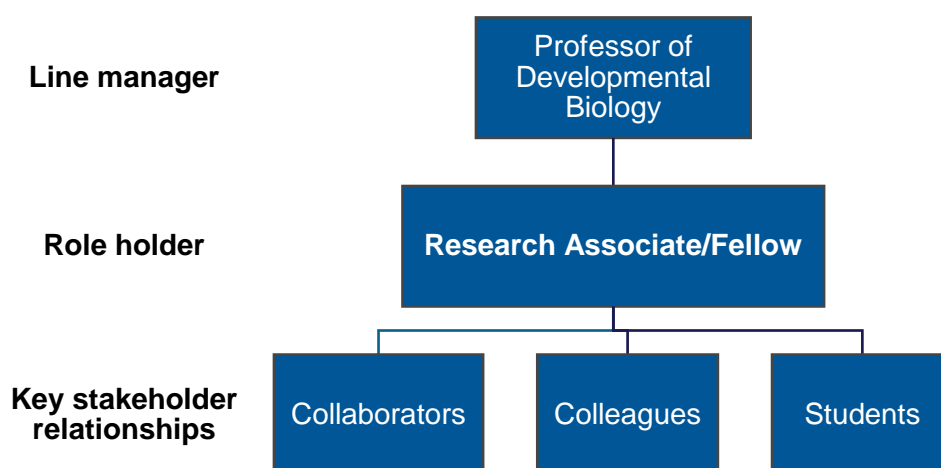 Line manager
Professor of
Developmental
Biology
Role holder
Research Associate/Fellow
Key stakeholder
relationships
Collaborators
Colleagues
Students